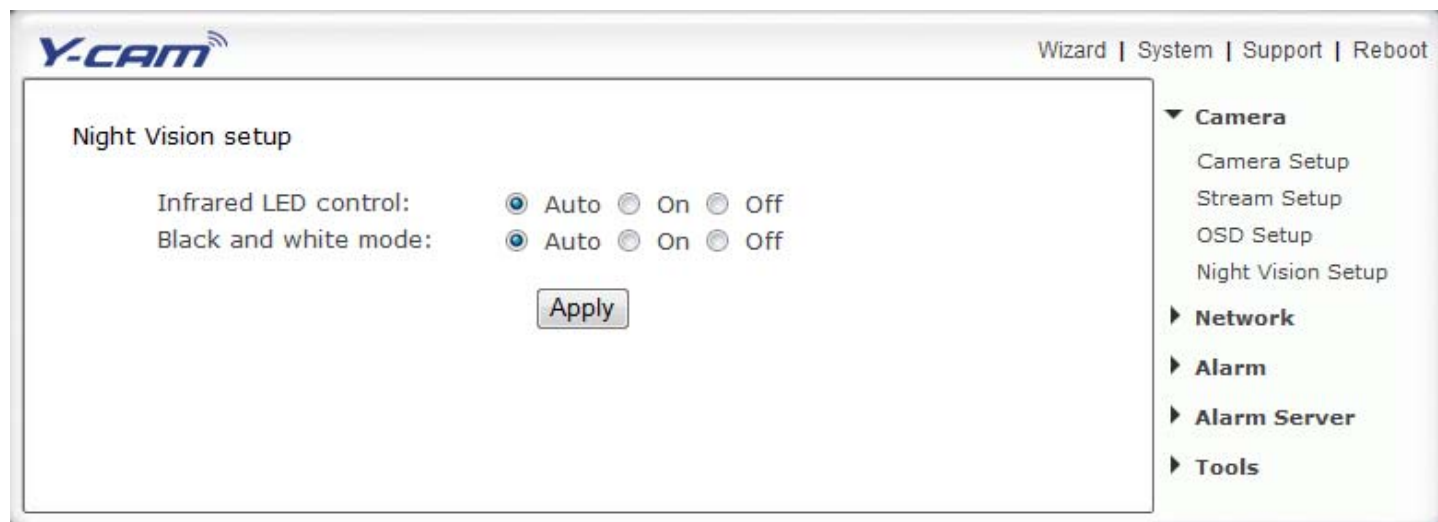 Y-cam
Wizard | System | Support | Reboot
Night Vision setup
Infrared LED control: Auto On Off
Black and white mode: Auto On Off
Apply
Camera
Camera Setup
Stream Setup
OSD Setup
Night Vision Setup
Network
Alarm
Alarm Server
Tools